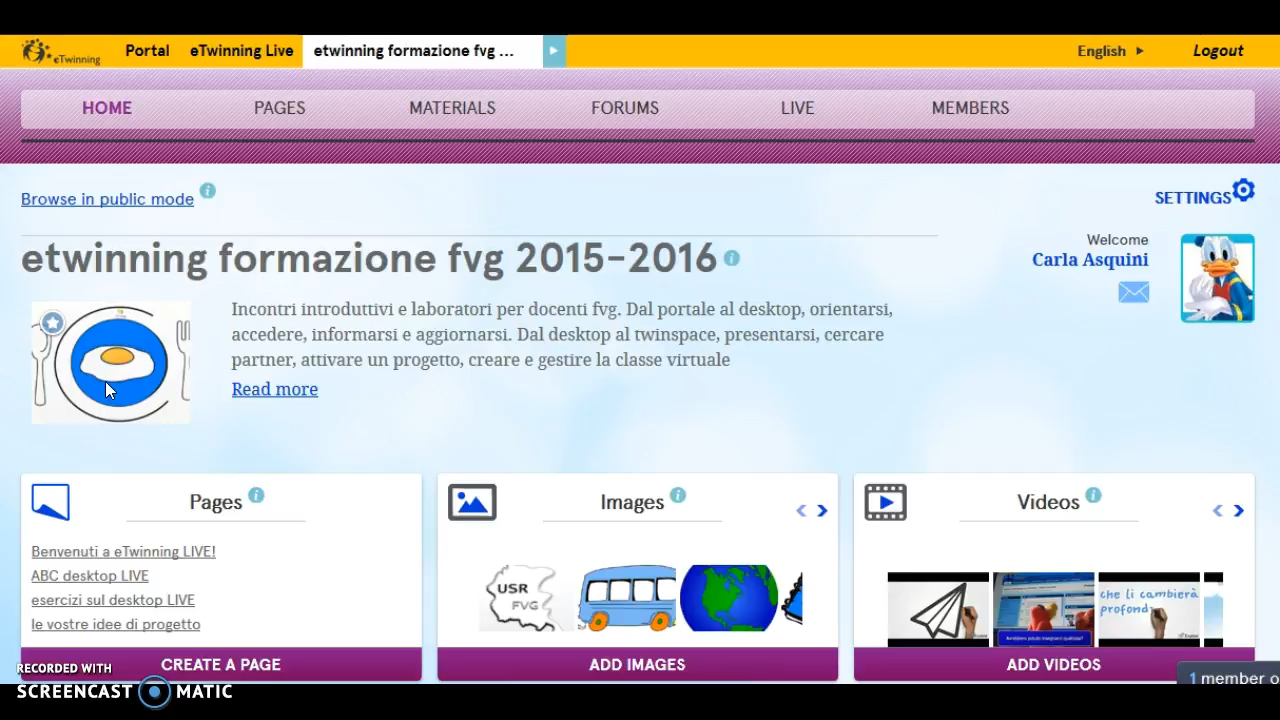 eTwinning Portal eTwinning Live etwinning formazione fvg ... English Logout
HOME PAGES MATERIALS FORUMS LIVE MEMBERS
Browse in public mode
SETTINGS
etwinning formazione fvg 2015-2016
Welcome
Carla Asquini
Incontri introduttivi e laboratori per docenti fvg. Dal portale al desktop, orientarsi,
accedere, informarsi e aggiornarsi. Dal desktop al twinspace, presentarsi, cercare
partner, attivare un progetto, creare e gestire la classe virtuale
Read more
Pages
Benvenuti a eTwinning LIVE!
ABC desktop LIVE
esercizi sul desktop LIVE
le vostre idee di progetto
CREATE A PAGE
Images
USR
FVG
ADD IMAGES
Videos
che li cambierà
ADD VIDEOS
1 member o
RECORDED WITH
SCREENCAST MATIC